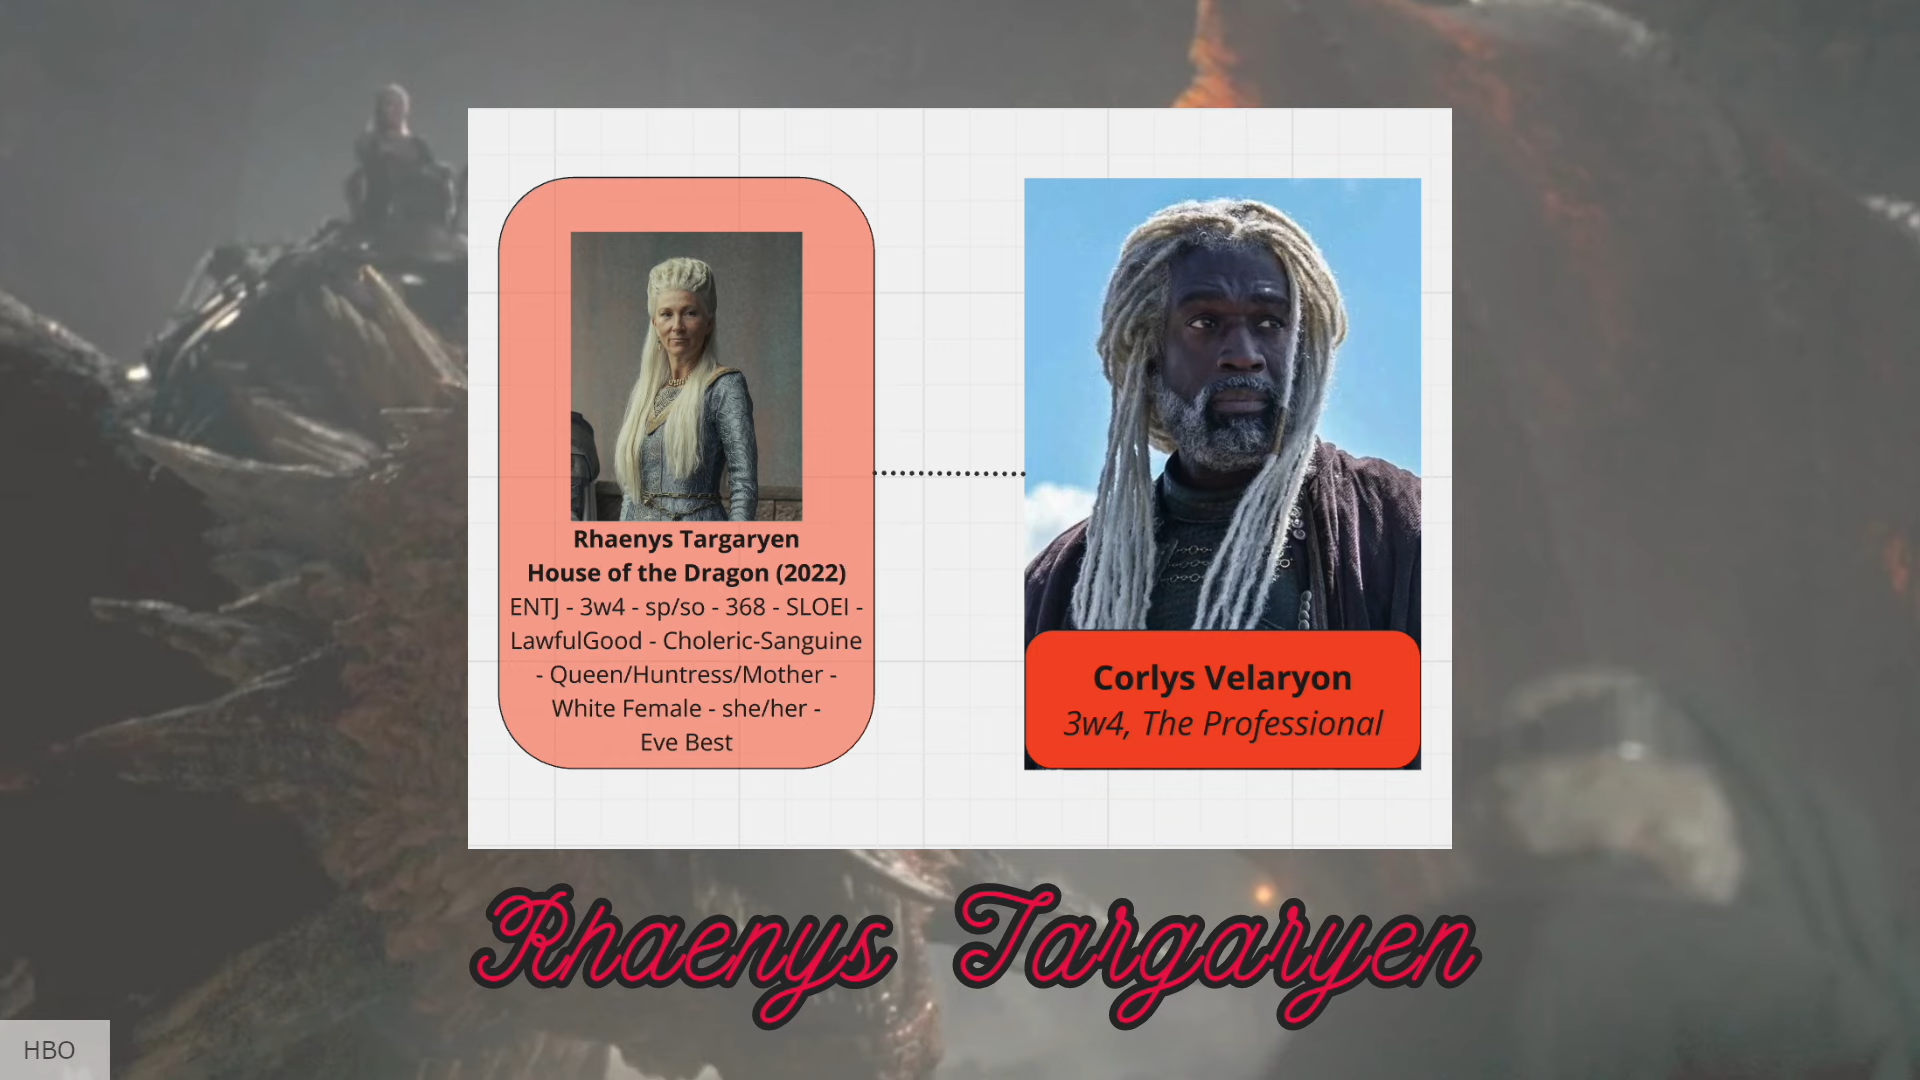 Rhaenys Targaryen
House of the Dragon (2022)
ENTJ - 3w4 - sp/so - 368 - SLOEI -
LawfulGood - Choleric-Sanguine
- Queen/Huntress/Mother -
White Female - she/her -
Eve Best
Corlys Velaryon
3w4, The Professional
Rhaenys Targaryen
HBO